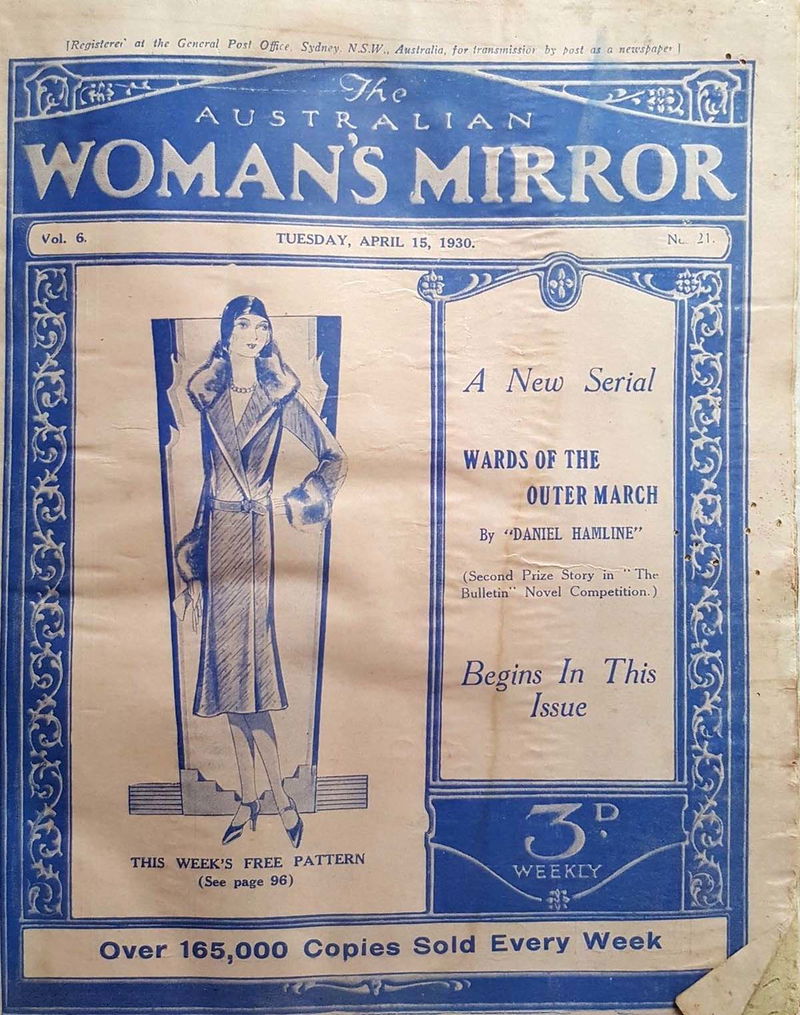 [Registered at the General Post Office, Sydney, N.S.W., Australia, for transmission by post as a newspaper]
The
AUSTRALIAN
WOMAN'S MIRROR
Vol. 6. TUESDAY, APRIL 15, 1930. No. 21.
A New Serial
WARDS OF THE
OUTER MARCH
By "DANIEL HAMLINE"
(Second Prize Story in "The
Bulletin" Novel Competition.)
Begins In This
Issue
THIS WEEK'S FREE PATTERN
(See page 96)
3D
WEEKLY
Over 165,000 Copies Sold Every Week